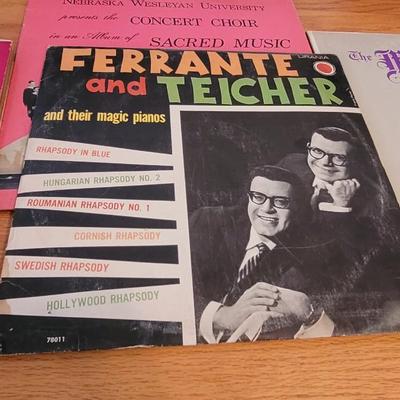 NEBRASKA WESLEYAN UNIVERSITY
presents the CONCERT CHOIR
in an Album of SACRED MUSIC
The
URANIA
FERRANTE
and TEICHER
and their magic pianos
RHAPSODY IN BLUE
HUNGARIAN RHAPSODY NO. 2
ROUMANIAN RHAPSODY NO. 1
CORNISH RHAPSODY
SWEDISH RHAPSODY
HOLLYWOOD RHAPSODY
78011